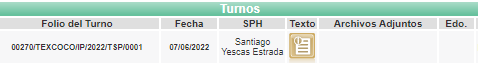 Turnos
Folio del Turno Fecha SPH Texto Archivos Adjuntos Edo.
00270/TEXCOCO/IP/2022/TSP/0001 07/06/2022 Santiago
Yescas Estrada